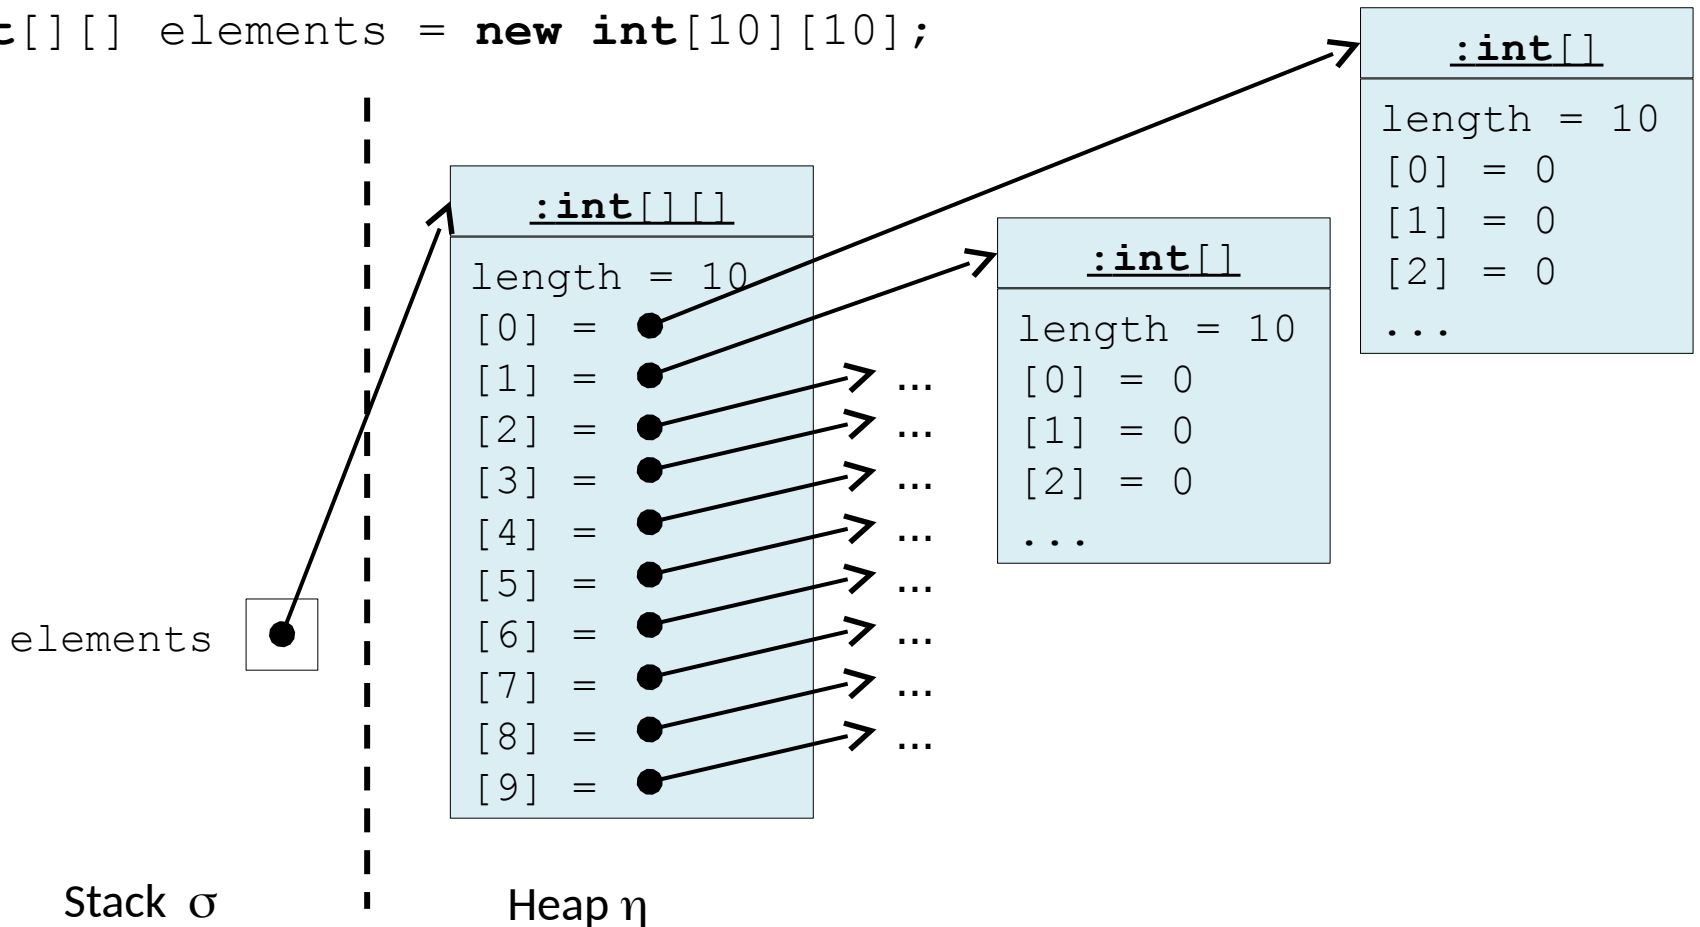 t[][] elements = new int[10][10];
:int[]
length = 10
[0] = 0
[1] = 0
[2] = 0
...
:int[][]
length = 10
[0] =
[1] =
[2] =
[3] =
[4] =
[5] =
[6] =
[7] =
[8] =
[9] =
...
...
...
...
...
...
...
...
:int[]
length = 10
[0] = 0
[1] = 0
[2] = 0
...
elements
Stack σ
Heap η